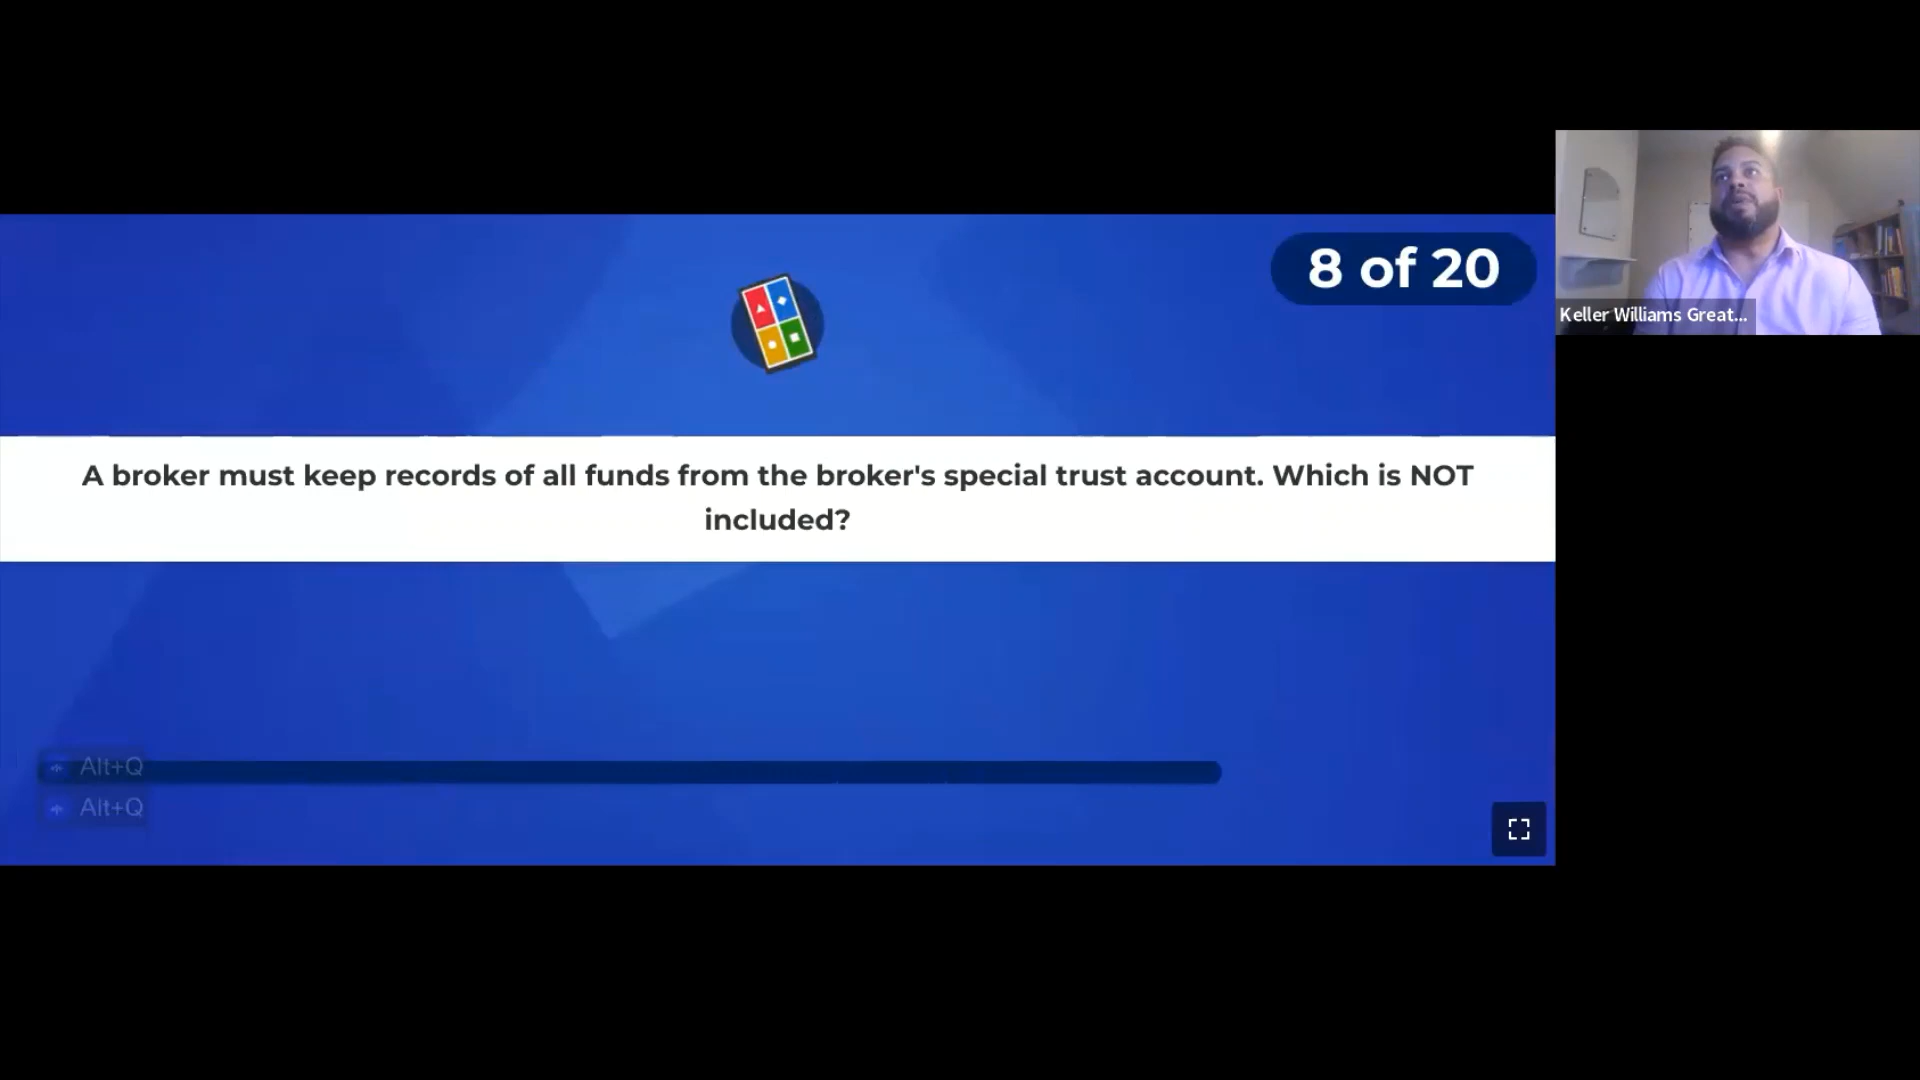 8 of 20
Keller Williams Great...
A broker must keep records of all funds from the broker's special trust account. Which is NOT
included?
Alt+Q
Alt+Q